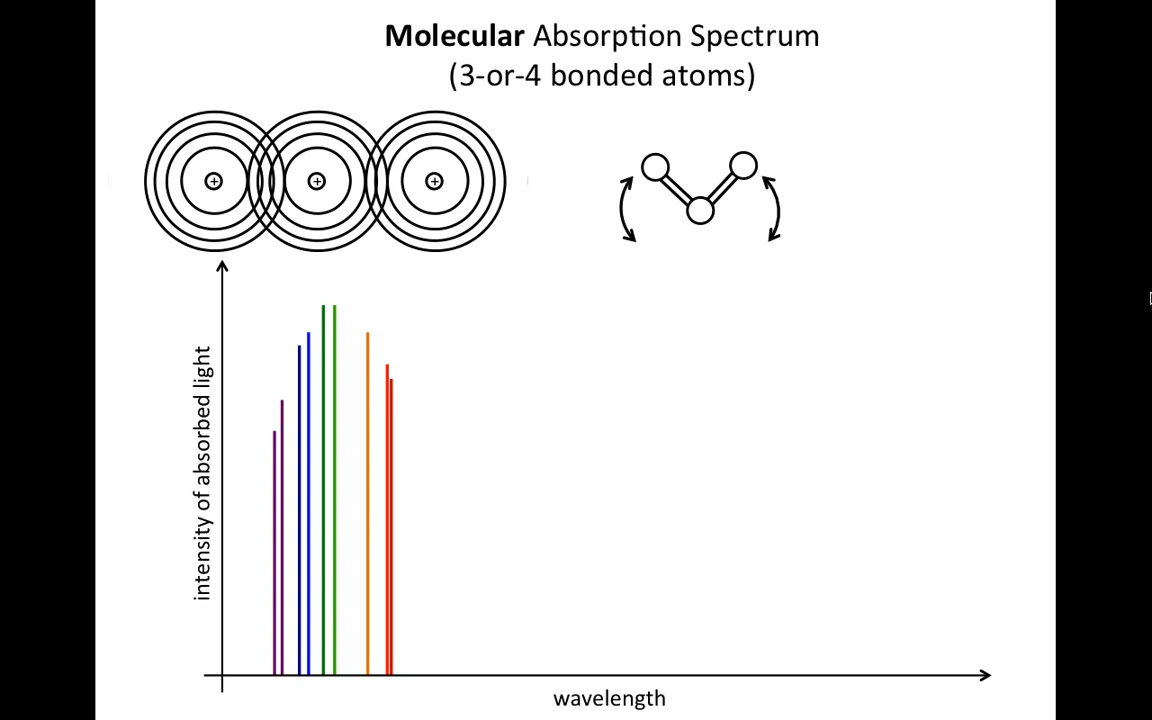 Molecular Absorption Spectrum
(3-or-4 bonded atoms)
+ + +
intensity of absorbed light
wavelength